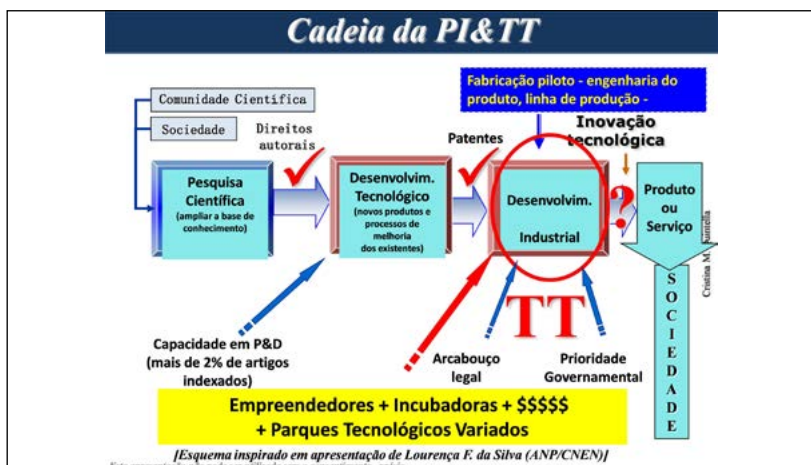 Cadeia da PI&TT
Fabricação piloto - engenharia do
produto, linha de produção -
Comunidade Científica
Sociedade
Direitos
autorais
Patentes
Inovação
tecnológica
Pesquisa
Científica
(ampliar a base de
conhecimento)
Desenvolvim.
Tecnológico
(novos produtos e
processos de
melhoria
dos existentes)
Desenvolvim.
Industrial
?
Produto
ou
Serviço
Cristina M.
TT
SOCIEDADE
Capacidade em P&D
(mais de 2% de artigos
indexados)
Arcabouço
legal
Prioridade
Governamental
Empreendedores + Incubadoras + $$$$$
+ Parques Tecnológicos Variados
[Esquema inspirado em apresentação de Lourença F. da Silva (ANP/CNEN)]